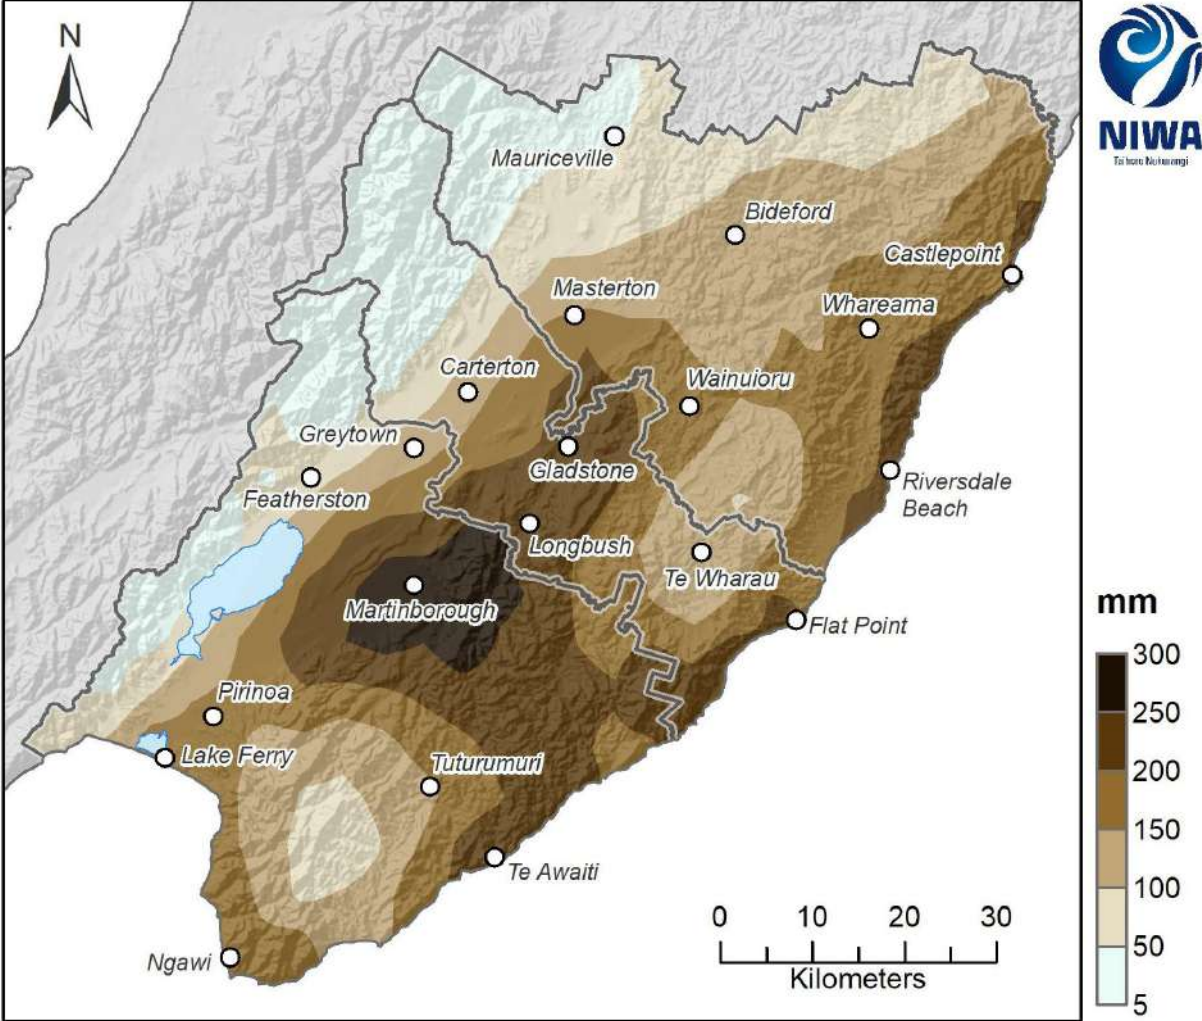 N
NIWA
Taihoro Nukurangi
Mauriceville
Bideford
Castlepoint
Masterton
Whareama
Carterton
Wainuioru
Greytown
Gladstone
Featherston
Riversdale
Beach
Longbush
Te Wharau
Martinborough
Flat Point
Pirinoa
Lake Ferry
Tuturumuri
Te Awaiti
Ngawi
0 10 20 30
Kilometers
mm
300
250
200
150
100
50
5